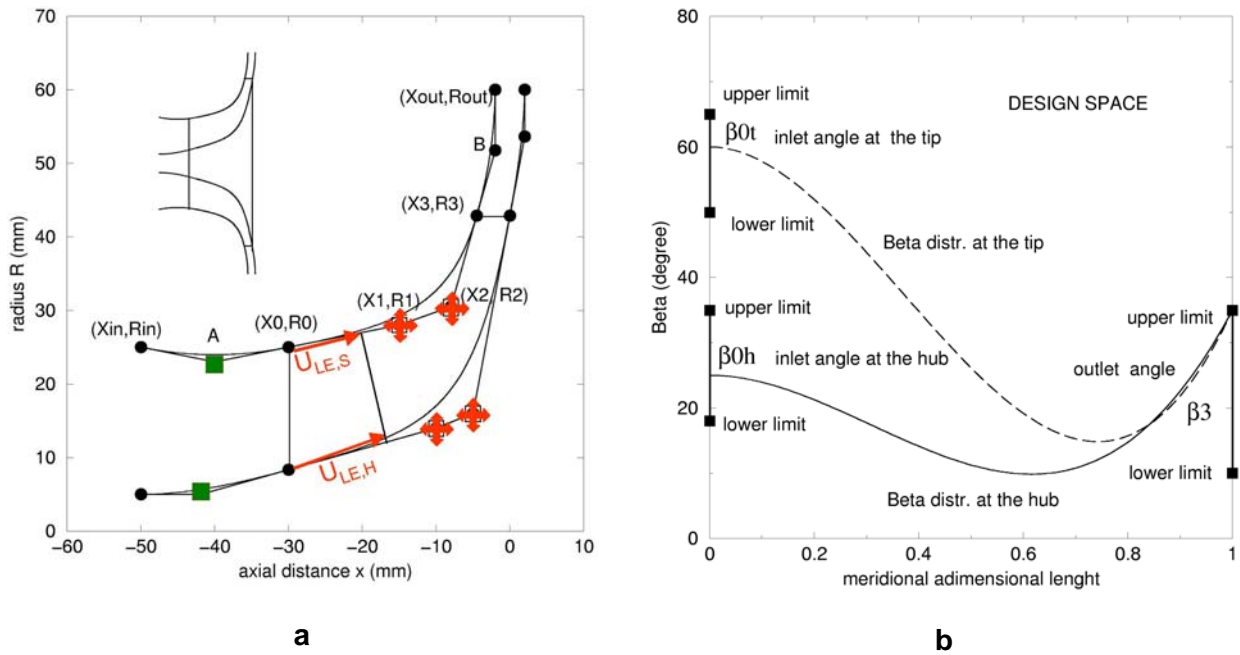 70
60
50
40
30
20
10
0
−60
−50
−40
−30
−20
−10
0
10
radius R (mm)
axial distance x (mm)
(Xout,Rout)
B
(X3,R3)
(X1,R1)
(X2, R2)
(Xin,Rin)
A
(X0,R0)
U_LE,S
U_LE,H
a
80
60
40
20
0
0
0.2
0.4
0.6
0.8
1
Beta (degree)
meridional adimensional lenght
DESIGN SPACE
upper limit
β0t inlet angle at the tip
lower limit
Beta distr. at the tip
upper limit
β0h inlet angle at the hub
lower limit
Beta distr. at the hub
upper limit
outlet angle
β3
lower limit
b